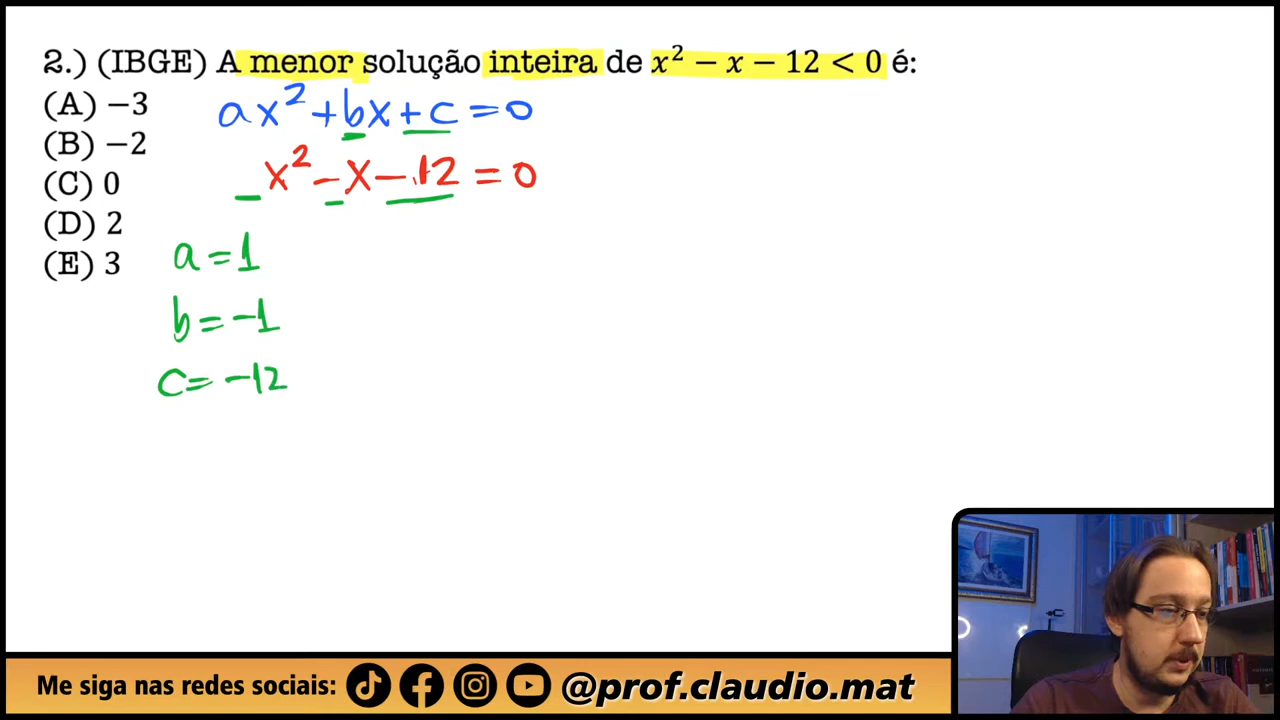 2.) (IBGE) A menor solução inteira de x² − x − 12 < 0 é:
(A) −3
(B) −2
(C) 0
(D) 2
(E) 3
ax² + bx + c = 0
x² − x − 12 = 0
a = 1
b = −1
c = −12
Me siga nas redes sociais: @prof.claudio.mat